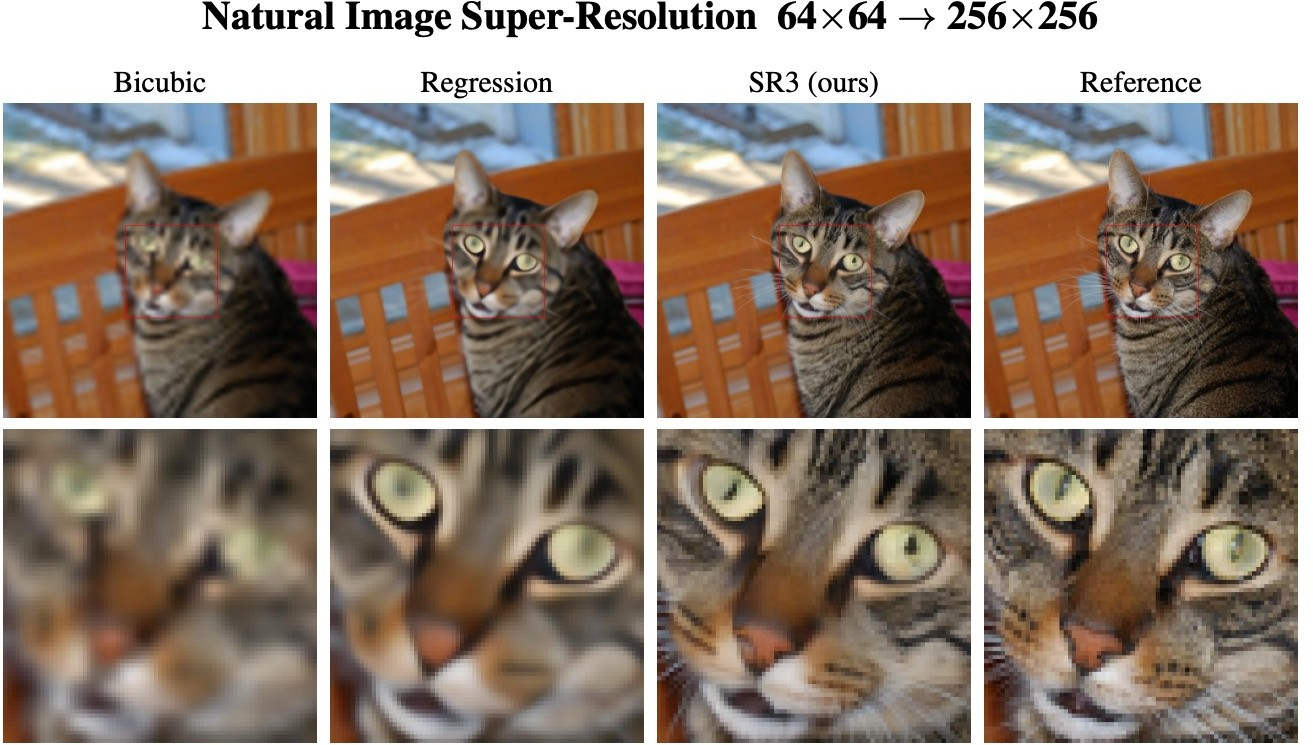 Natural Image Super-Resolution 64×64 → 256×256
Bicubic Regression SR3 (ours) Reference